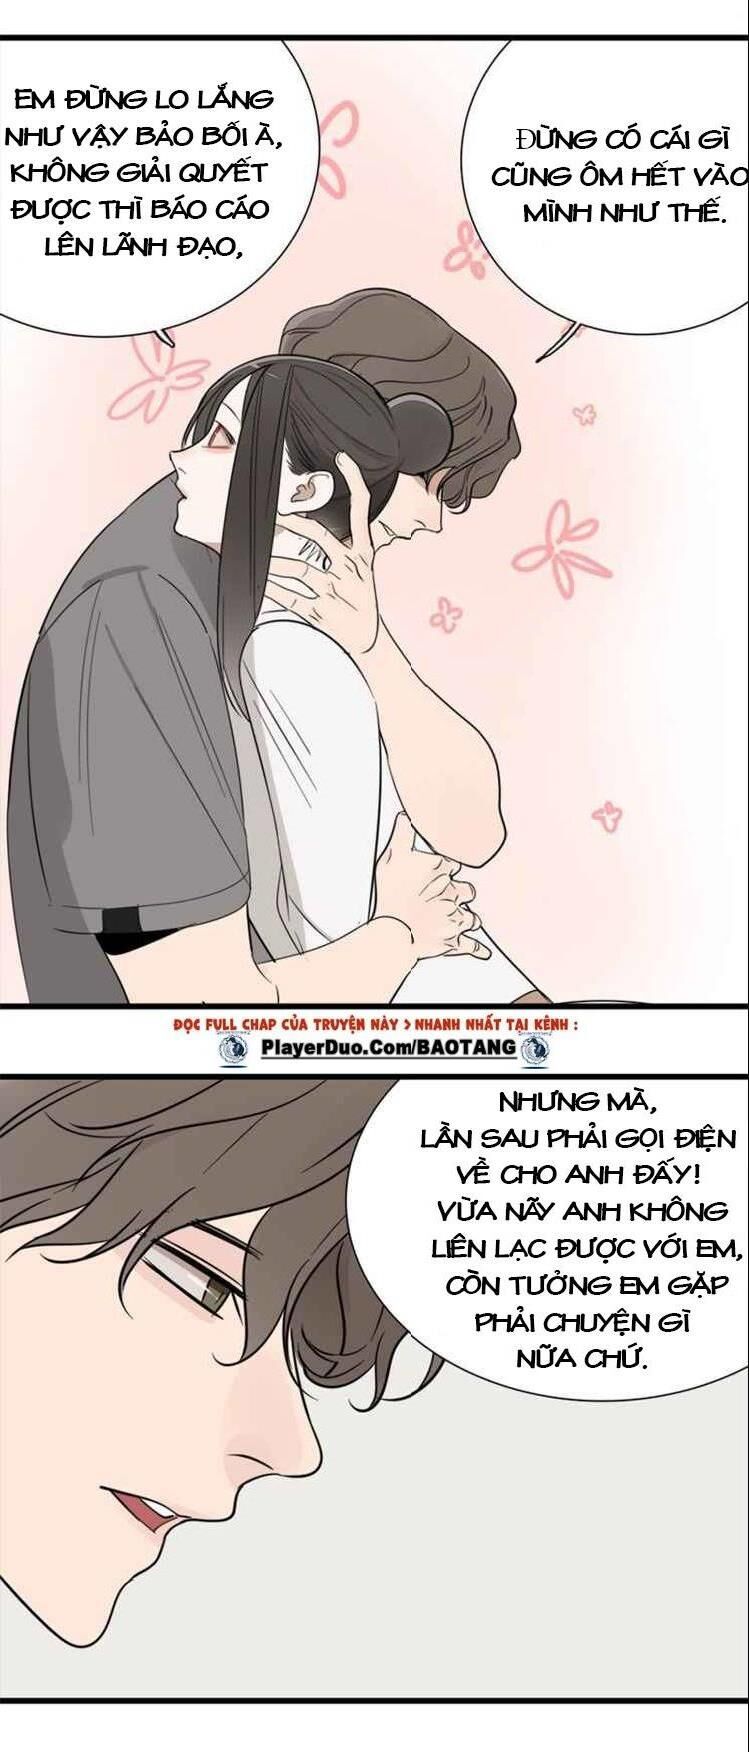 EM ĐỪNG LO LẮNG
NHƯ VẬY BẢO BỐI À,
KHÔNG GIẢI QUYẾT
ĐƯỢC THÌ BÁO CÁO
LÊN LÃNH ĐẠO,
ĐỪNG CÓ CÁI GÌ
CŨNG ÔM HẾT VÀO
MÌNH NHƯ THẾ.
ĐỌC FULL CHAP CỦA TRUYỆN NÀY > NHANH NHẤT TẠI KÊNH :
PLAYERDUO.COM/BAOTANG
NHƯNG MÀ,
LẦN SAU PHẢI GỌI ĐIỆN
VỀ CHO ANH ĐẤY!
VỪA NÃY ANH KHÔNG
LIÊN LẠC ĐƯỢC VỚI EM,
CÒN TƯỞNG EM GẶP
PHẢI CHUYỆN GÌ
NỮA CHỨ.